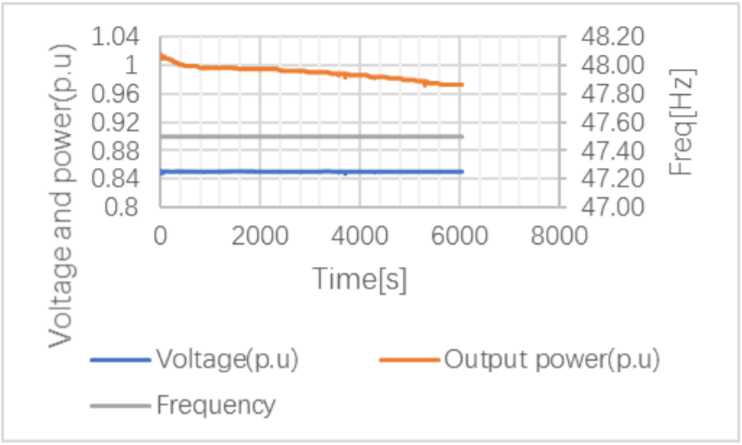 Voltage and power(p.u)
1.04
1
0.96
0.92
0.88
0.84
0.8
48.20
48.00
47.80
47.60
47.40
47.20
47.00
Freq[Hz]
0 2000 4000 6000 8000
Time[s]
Voltage(p.u) Output power(p.u)
Frequency